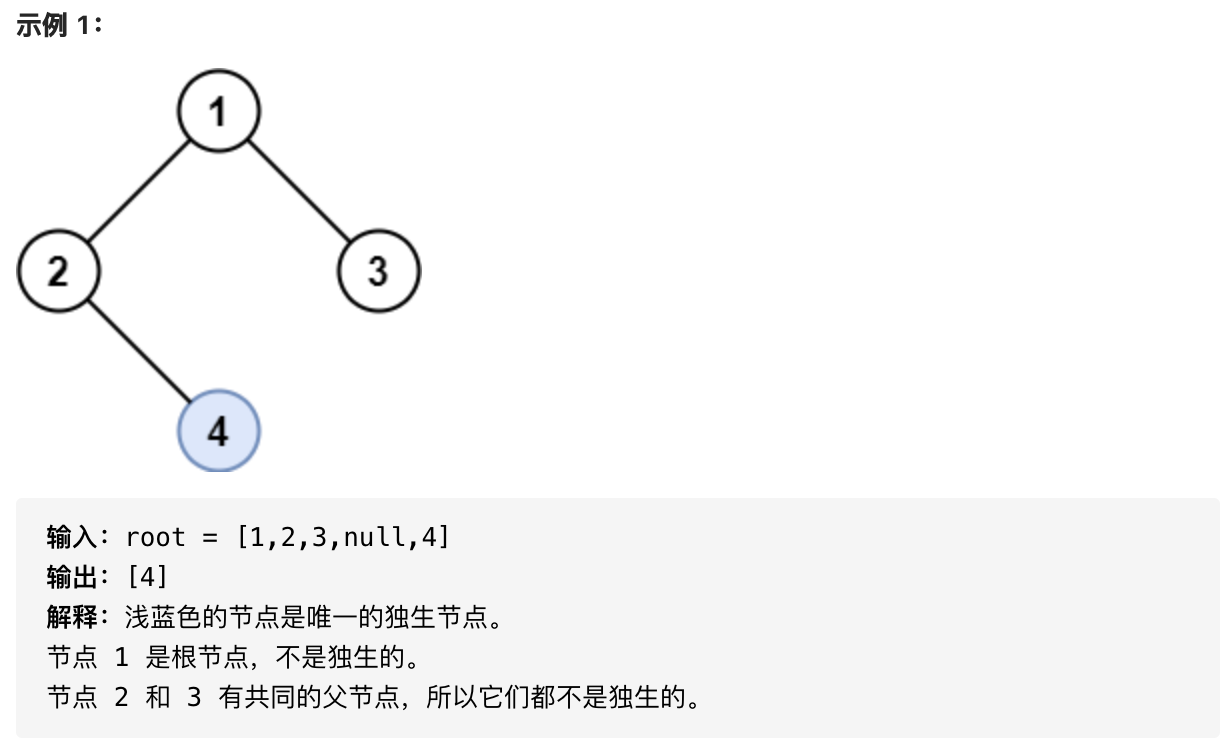 示例 1：
1
2
3
4
输入：root = [1,2,3,null,4]
输出：[4]
解释：浅蓝色的节点是唯一的独生节点。
节点 1 是根节点，不是独生的。
节点 2 和 3 有共同的父节点，所以它们都不是独生的。